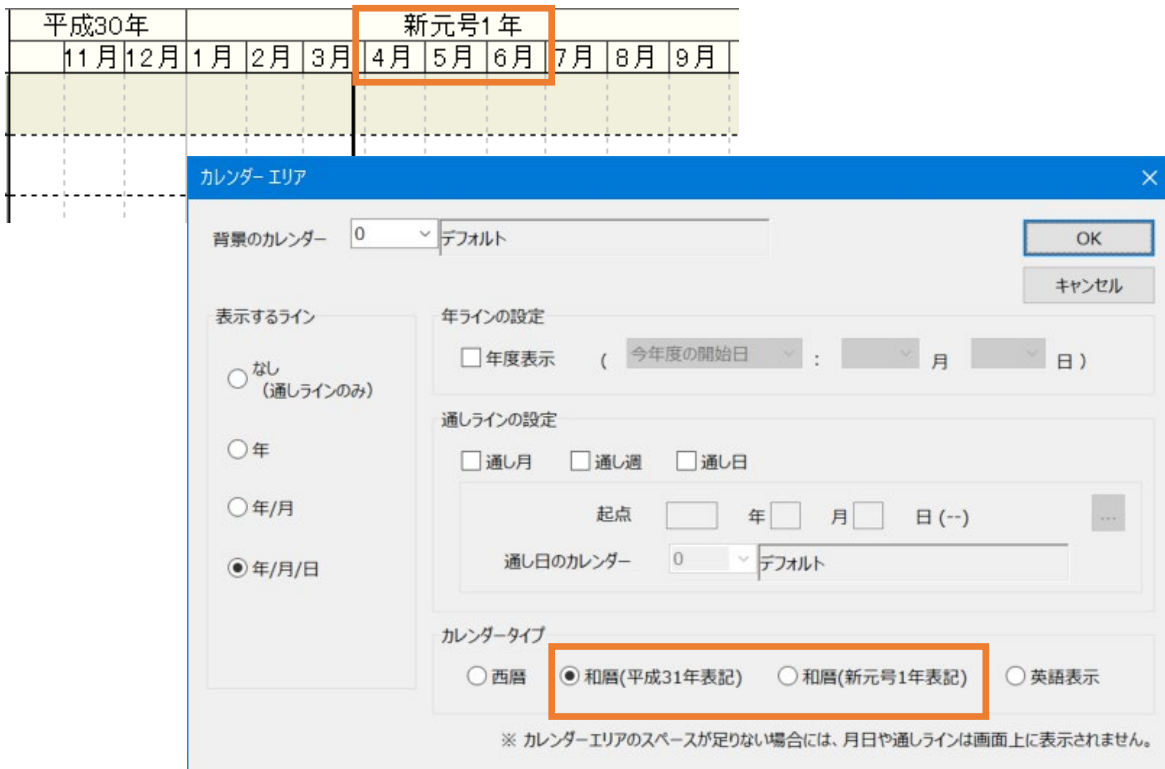 平成30年 新元号1年
11月 12月 1月 2月 3月 4月 5月 6月 7月 8月 9月
カレンダー エリア
背景のカレンダー 0 デフォルト OK
キャンセル
表示するライン 年ラインの設定
年度表示 ( 今年度の開始日 : 月 日 )
なし
(通しラインのみ)
通しラインの設定
年 通し月 通し週 通し日
年/月 起点 年 月 日 (--) ...
通し日のカレンダー 0 デフォルト
年/月/日
カレンダータイプ
西暦 和暦(平成31年表記) 和暦(新元号1年表記) 英語表示
※ カレンダーエリアのスペースが足りない場合には、月日や通しラインは画面上に表示されません。